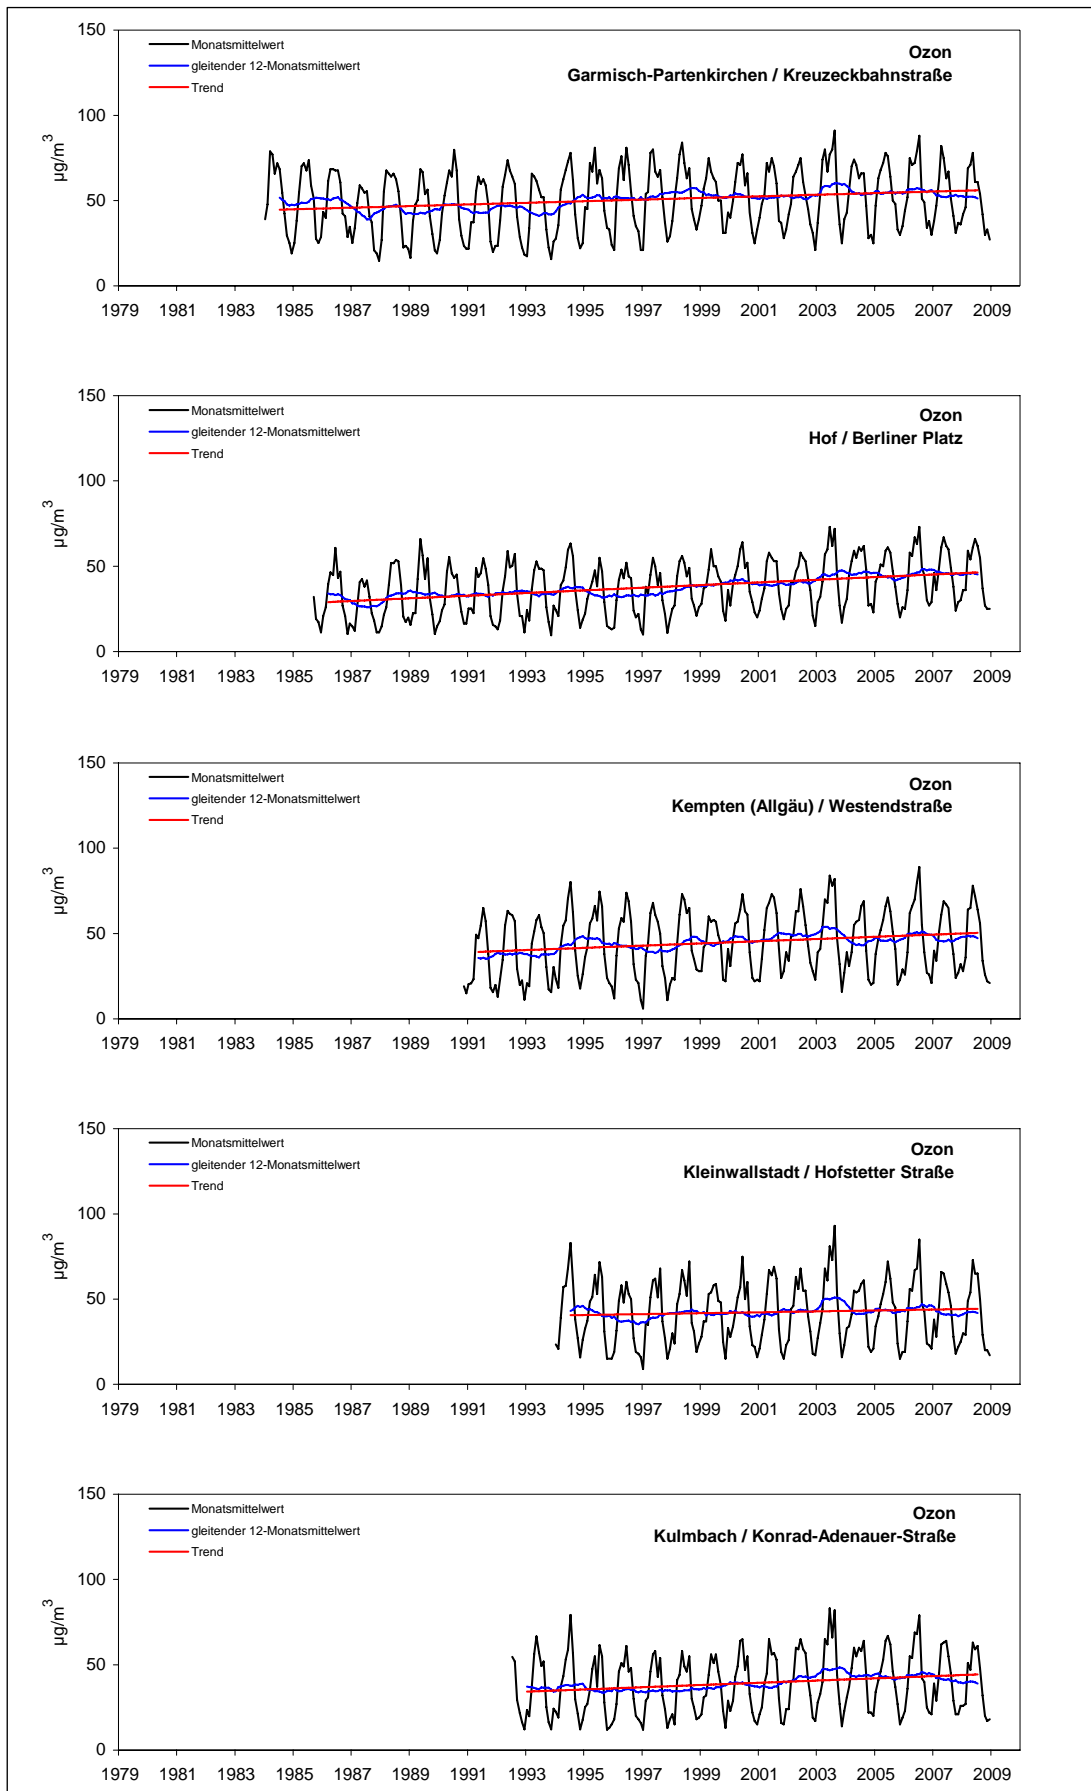 150
Monatsmittelwert
gleitender 12-Monatsmittelwert
Trend
Ozon
Garmisch-Partenkirchen / Kreuzeckbahnstraße
100
µg/m³
50
0
1979 1981 1983 1985 1987 1989 1991 1993 1995 1997 1999 2001 2003 2005 2007 2009
150
Monatsmittelwert
gleitender 12-Monatsmittelwert
Trend
Ozon
Hof / Berliner Platz
100
µg/m³
50
0
1979 1981 1983 1985 1987 1989 1991 1993 1995 1997 1999 2001 2003 2005 2007 2009
150
Monatsmittelwert
gleitender 12-Monatsmittelwert
Trend
Ozon
Kempten (Allgäu) / Westendstraße
100
µg/m³
50
0
1979 1981 1983 1985 1987 1989 1991 1993 1995 1997 1999 2001 2003 2005 2007 2009
150
Monatsmittelwert
gleitender 12-Monatsmittelwert
Trend
Ozon
Kleinwallstadt / Hofstetter Straße
100
µg/m³
50
0
1979 1981 1983 1985 1987 1989 1991 1993 1995 1997 1999 2001 2003 2005 2007 2009
150
Monatsmittelwert
gleitender 12-Monatsmittelwert
Trend
Ozon
Kulmbach / Konrad-Adenauer-Straße
100
µg/m³
50
0
1979 1981 1983 1985 1987 1989 1991 1993 1995 1997 1999 2001 2003 2005 2007 2009